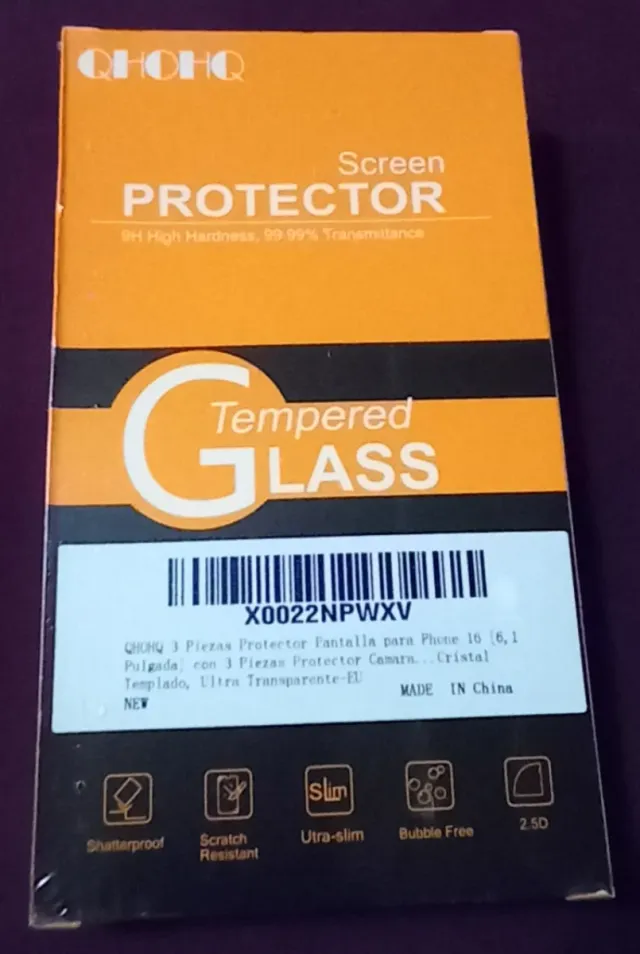 QHOHQ
Screen
PROTECTOR
9H High Hardness, 99.99% Transmittance
Tempered
GLASS
X0022NPWXV
QHOHQ 3 Piezas Protector Pantalla para Phone 16 [6,1
Pulgada] con 3 Piezas Protector Camara...Cristal
Templado, Ultra Transparente-EU
NEW
MADE IN China
Shatterproof
Scratch
Resistant
Slim
Utra-slim
Bubble Free
2.5D